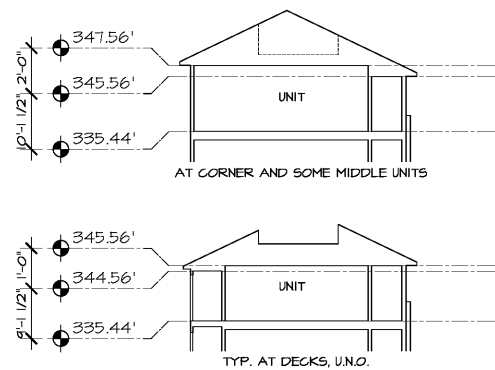 347.56'
2'-0"
345.56'
UNIT
10'-1 1/2"
335.44'
AT CORNER AND SOME MIDDLE UNITS
345.56'
1'-0"
344.56'
UNIT
9'-1 1/2"
335.44'
TYP. AT DECKS, U.N.O.